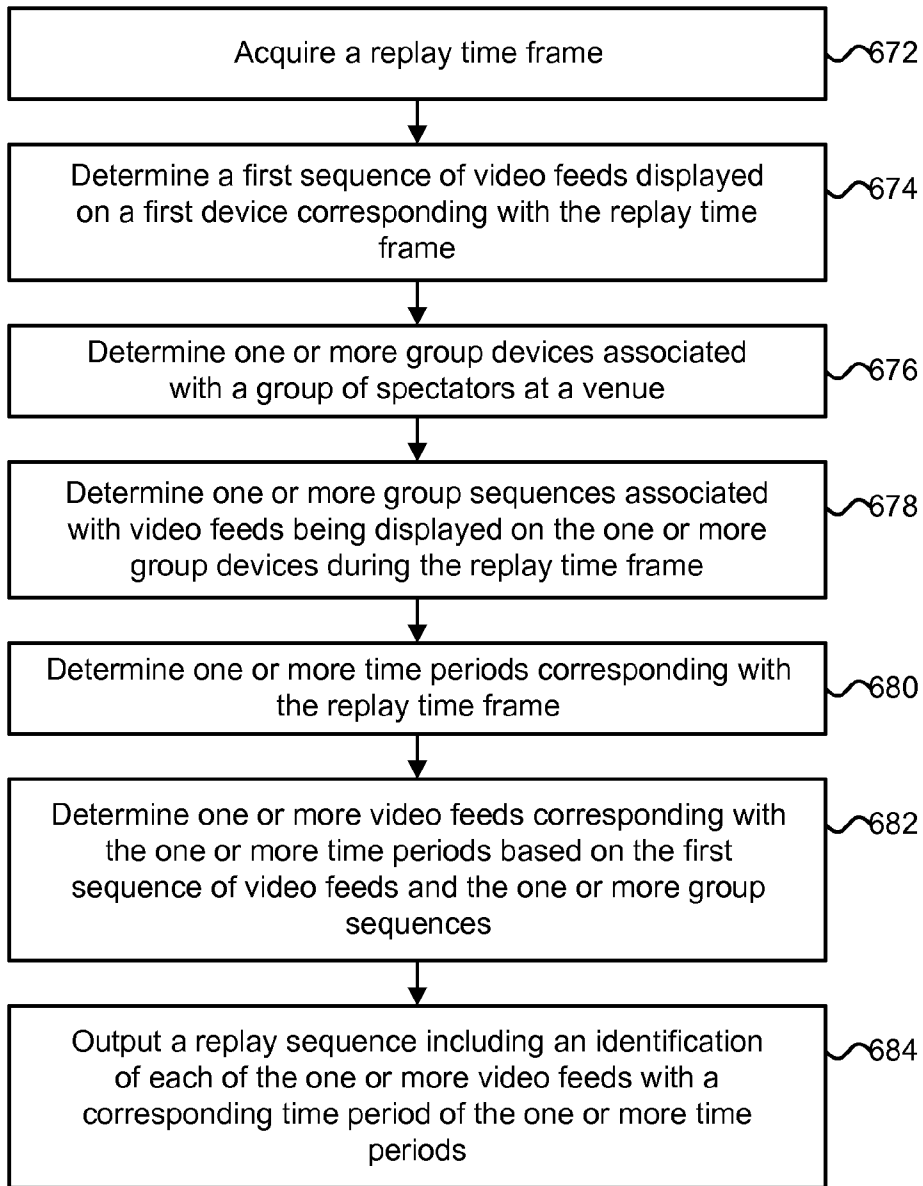 Acquire a replay time frame
672
Determine a first sequence of video feeds displayed
on a first device corresponding with the replay time
frame
674
Determine one or more group devices associated
with a group of spectators at a venue
676
Determine one or more group sequences associated
with video feeds being displayed on the one or more
group devices during the replay time frame
678
Determine one or more time periods corresponding with
the replay time frame
680
Determine one or more video feeds corresponding with
the one or more time periods based on the first
sequence of video feeds and the one or more group
sequences
682
Output a replay sequence including an identification
of each of the one or more video feeds with a
corresponding time period of the one or more time
periods
684